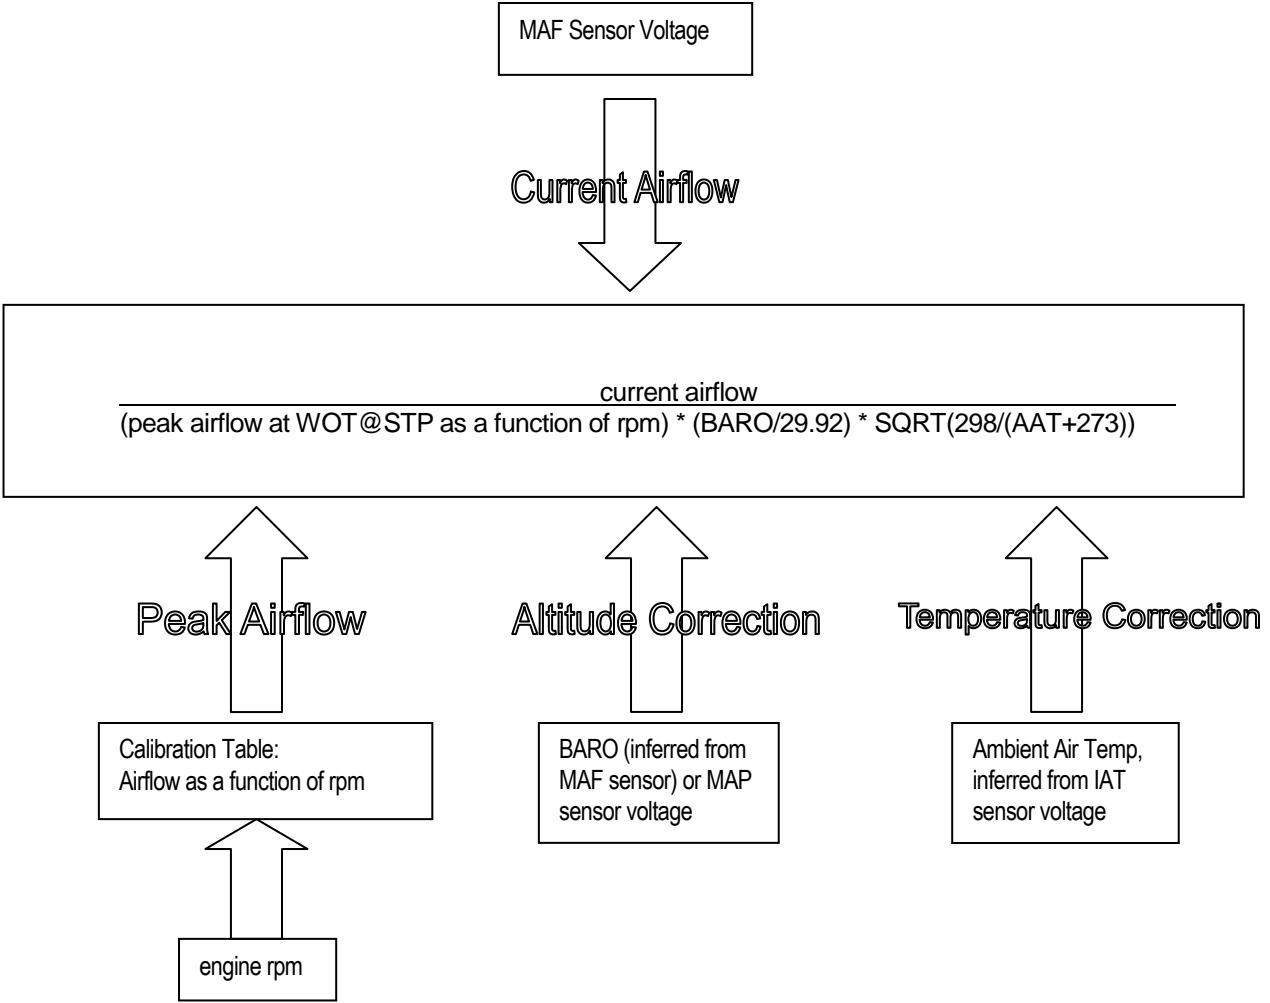 MAF Sensor Voltage
Current Airflow
current airflow
(peak airflow at WOT@STP as a function of rpm) * (BARO/29.92) * SQRT(298/(AAT+273))
Peak Airflow
Altitude Correction
Temperature Correction
Calibration Table:
Airflow as a function of rpm
BARO (inferred from
MAF sensor) or MAP
sensor voltage
Ambient Air Temp,
inferred from IAT
sensor voltage
engine rpm